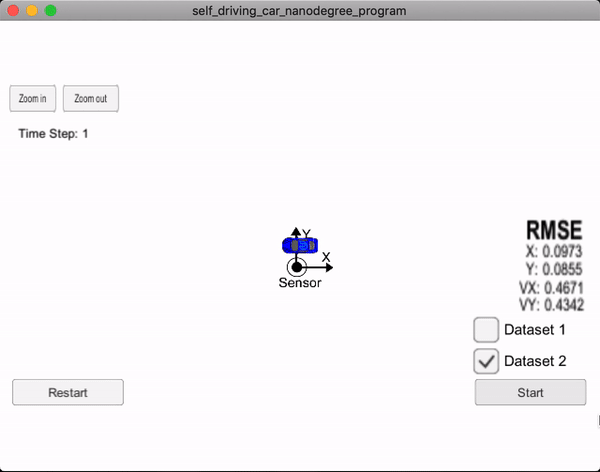 self_driving_car_nanodegree_program
Zoom in
Zoom out
Time Step: 1
Y
X
Sensor
RMSE
X: 0.0973
Y: 0.0855
VX: 0.4671
VY: 0.4342
Dataset 1
Dataset 2
Restart
Start